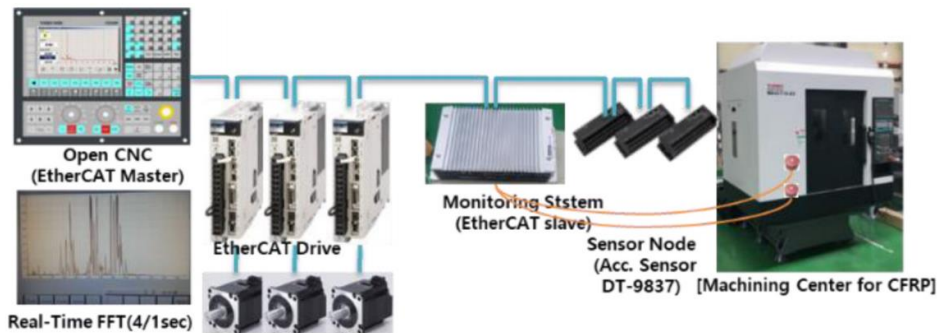 Open CNC
(EtherCAT Master)
Real-Time FFT(4/1sec)
EtherCAT Drive
Monitoring Ststem
(EtherCAT slave)
Sensor Node
(Acc. Sensor
DT-9837)
[Machining Center for CFRP]